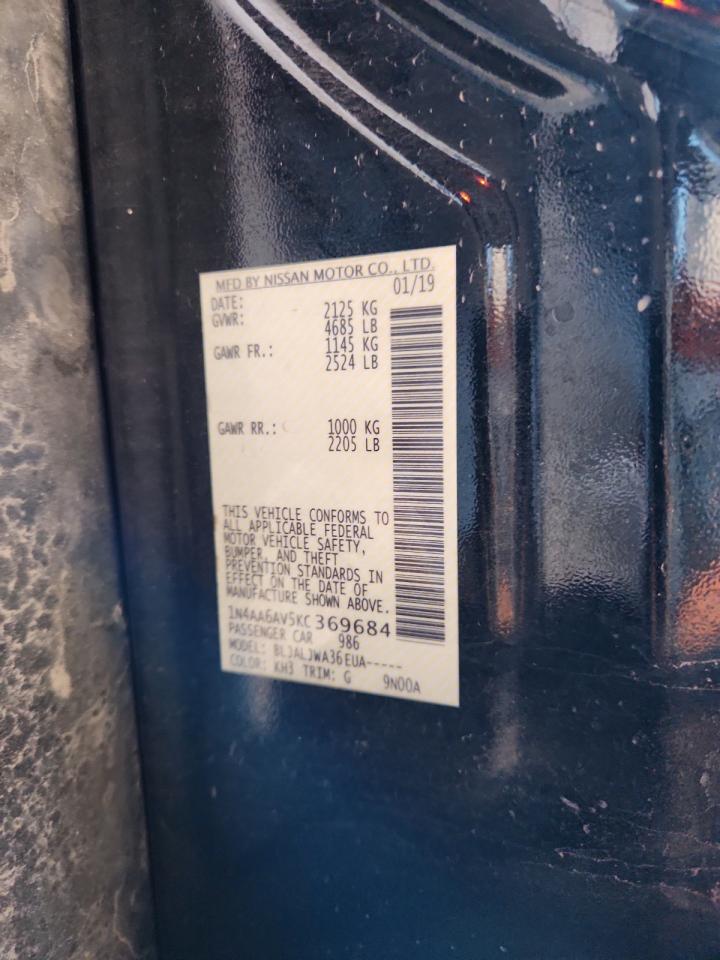 MFD BY NISSAN MOTOR CO., LTD.
DATE: 01/19
GVWR: 2125 KG
4685 LB
GAWR FR.: 1145 KG
2524 LB
GAWR RR.: 1000 KG
2205 LB
THIS VEHICLE CONFORMS TO
ALL APPLICABLE FEDERAL
MOTOR VEHICLE SAFETY,
BUMPER, AND THEFT
PREVENTION STANDARDS IN
EFFECT ON THE DATE OF
MANUFACTURE SHOWN ABOVE.
1N4AA6AV5KC369684
PASSENGER CAR 986
MODEL: BLJALJWA36EUA-----
COLOR: KH3 TRIM: G 9N00A